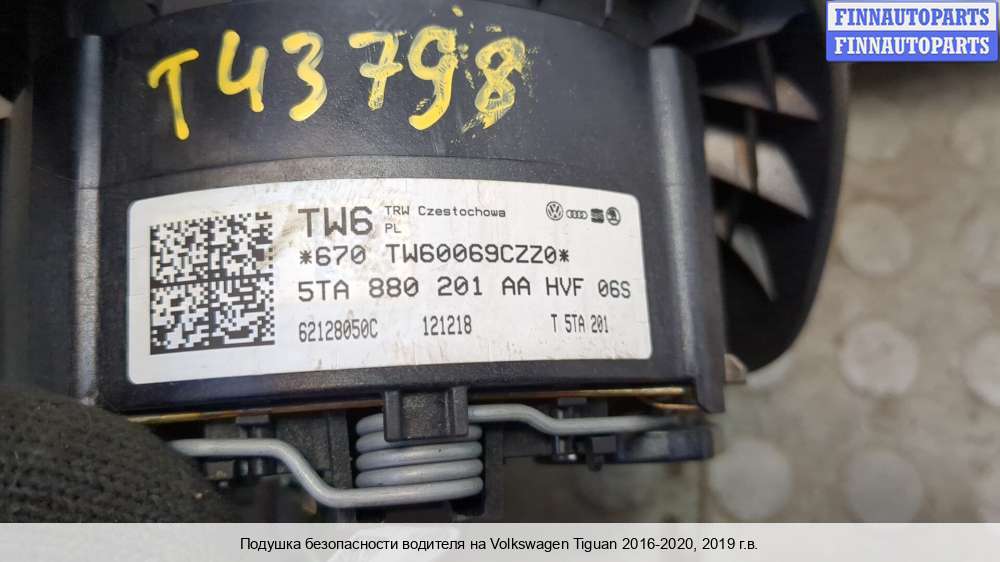 FINNAUTOPARTS
FINNAUTOPARTS
T43798
TW6 TRW Czestochowa
PL
*670 TW60069CZZ0*
5TA 880 201 AA HVF 06S
62128050C 121218 T 5TA 201
Подушка безопасности водителя на Volkswagen Tiguan 2016-2020, 2019 г.в.